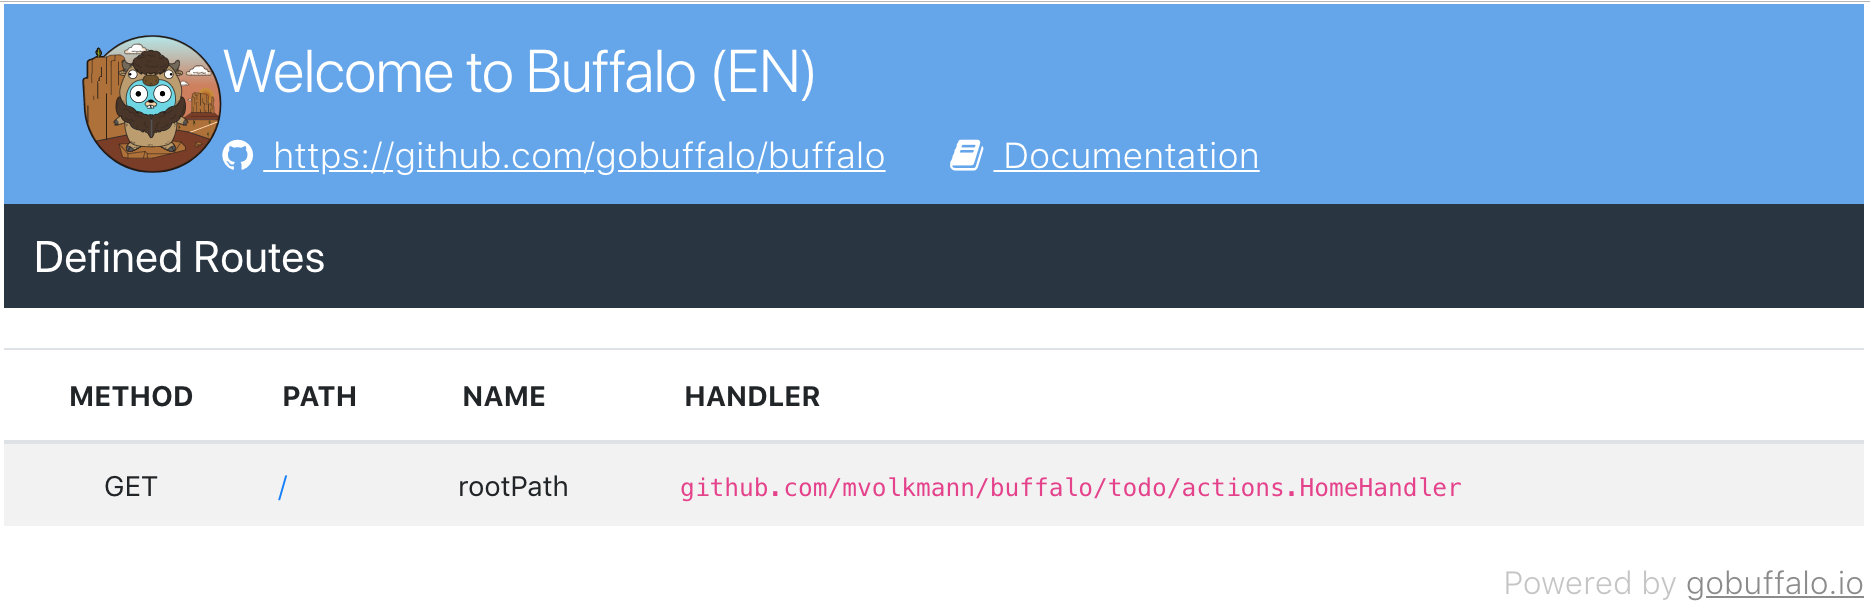 Welcome to Buffalo (EN)
https://github.com/gobuffalo/buffalo Documentation
Defined Routes
METHOD PATH NAME HANDLER
GET / rootPath github.com/mvolkmann/buffalo/todo/actions.HomeHandler
Powered by gobuffalo.io